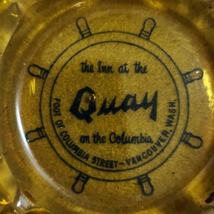 the Inn at the
Quay
on the Columbia
FOOT OF COLUMBIA STREET - VANCOUVER, WASH.